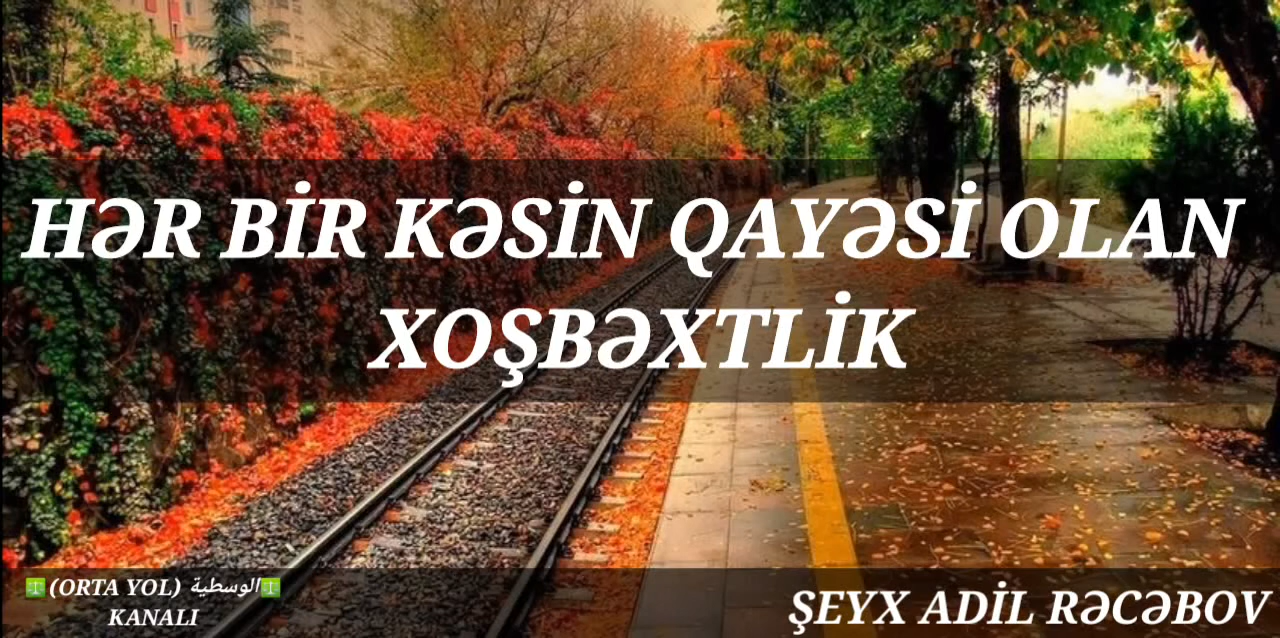 HƏR BİR KƏSİN QAYƏSİ OLAN
XOŞBƏXTLİK
(ORTA YOL) الوسطية
KANALI
ŞEYX ADİL RƏCƏBOV